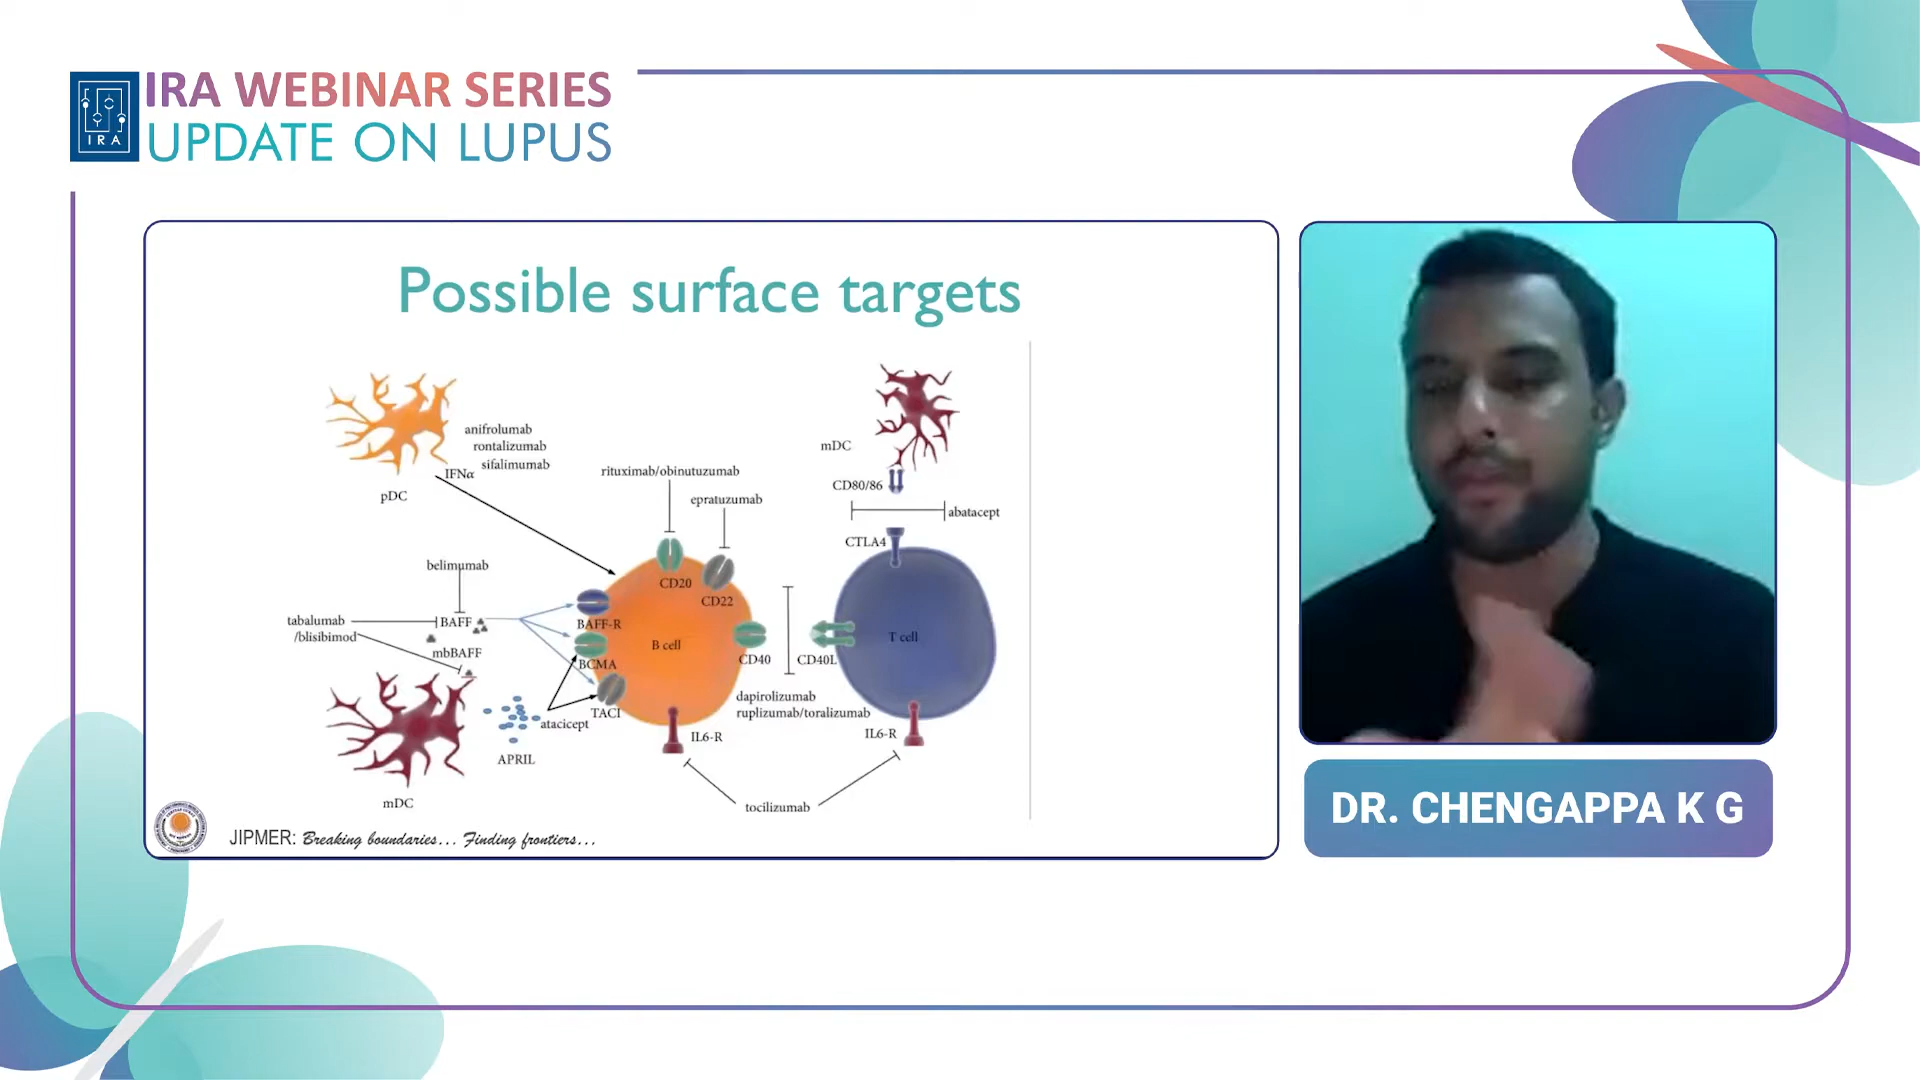 IRA WEBINAR SERIES
UPDATE ON LUPUS
IRA
Possible surface targets
anifrolumab
rontalizumab
sifalimumab
IFNα
pDC
mDC
rituximab/obinutuzumab
CD80/86
epratuzumab
abatacept
CTLA4
belimumab
CD20
CD22
tabalumab
/blisibimod
BAFF
BAFF-R
mbBAFF
B cell
T cell
BCMA
CD40
CD40L
dapirolizumab
ruplizumab/toralizumab
TACI
atacicept
IL6-R
IL6-R
APRIL
mDC
tocilizumab
JIPMER: Breaking boundaries... Finding frontiers...
DR. CHENGAPPA K G